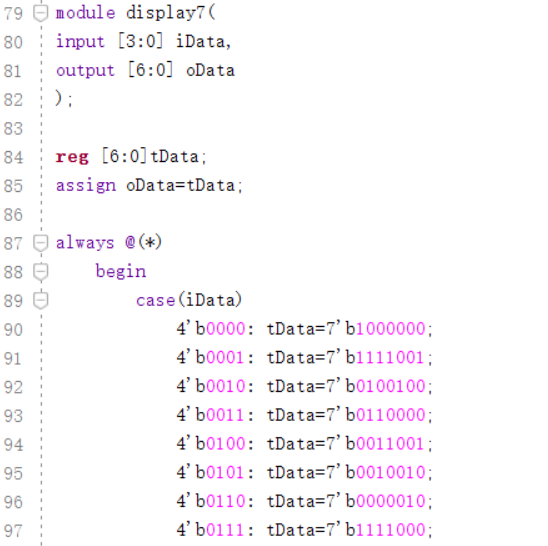 79 module display7(
80 input [3:0] iData,
81 output [6:0] oData
82 );
83
84 reg [6:0]tData;
85 assign oData=tData;
86
87 always @(*)
88 begin
89 case(iData)
90 4'b0000: tData=7'b1000000;
91 4'b0001: tData=7'b1111001;
92 4'b0010: tData=7'b0100100;
93 4'b0011: tData=7'b0110000;
94 4'b0100: tData=7'b0011001;
95 4'b0101: tData=7'b0010010;
96 4'b0110: tData=7'b0000010;
97 4'b0111: tData=7'b1111000;